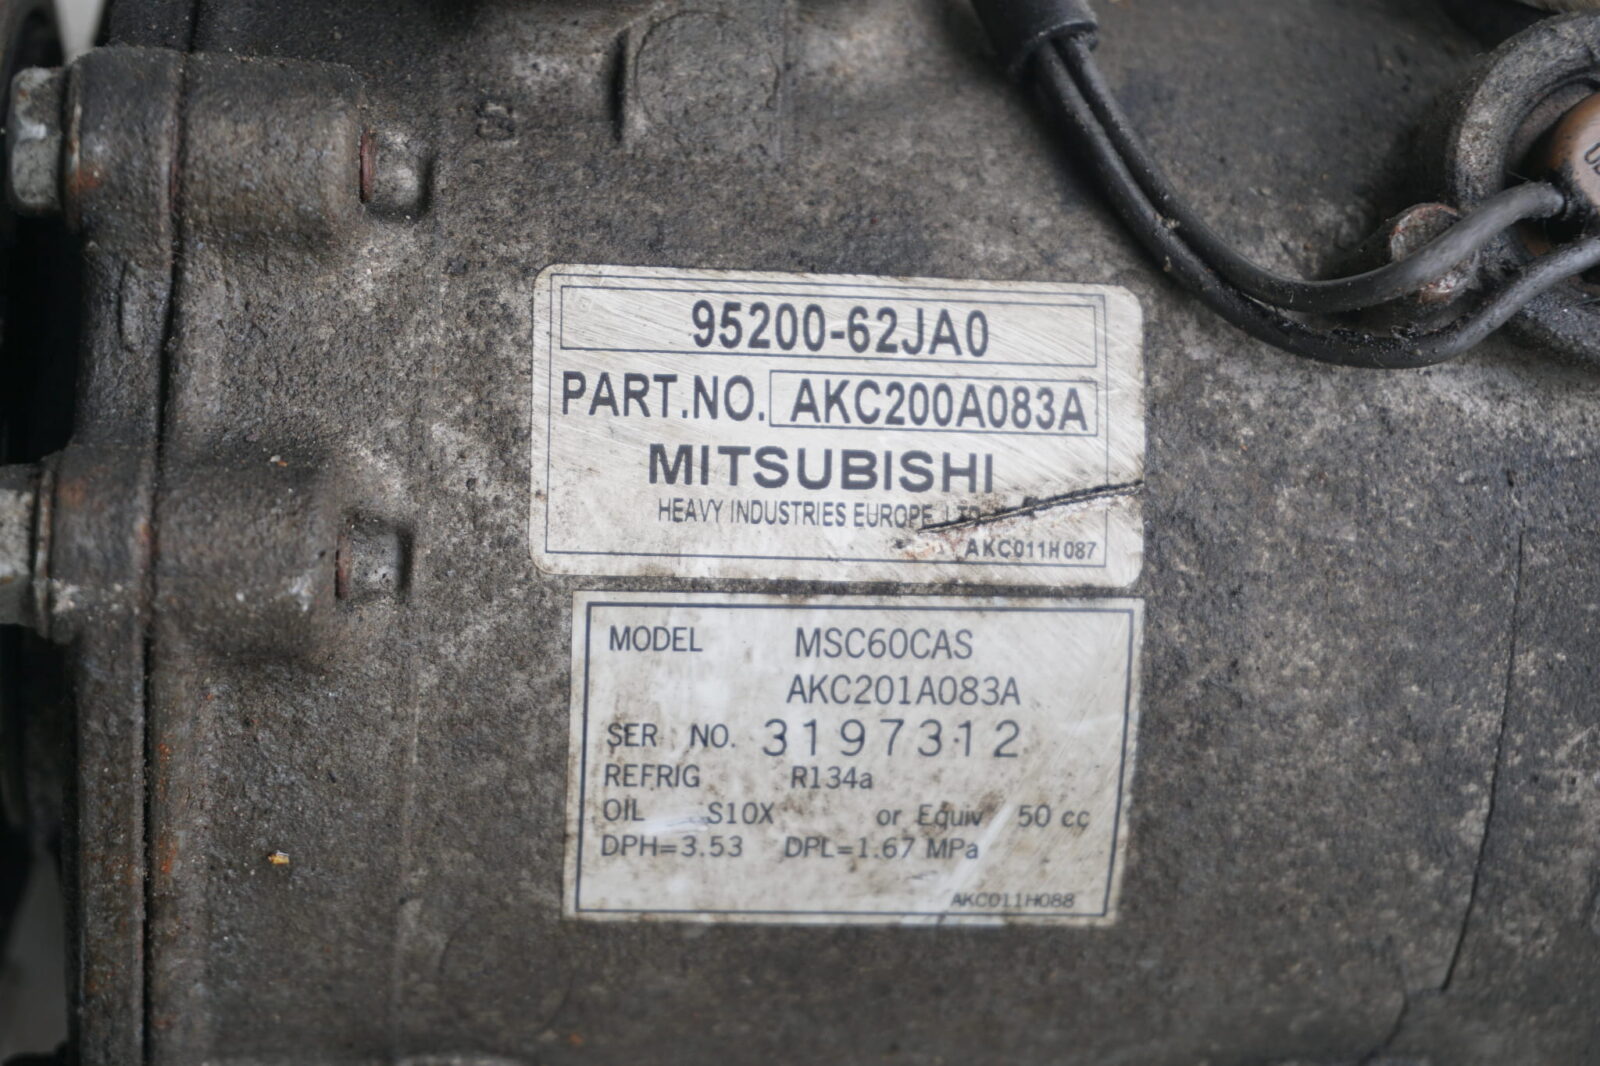 95200-62JA0
PART.NO. AKC200A083A
MITSUBISHI
HEAVY INDUSTRIES EUROPE, LTD.
AKC011H087
MODEL MSC60CAS
AKC201A083A
SER NO. 3197312
REFRIG R134a
OIL S10X or Equiv 50 cc
DPH=3.53 DPL=1.67 MPa
AKC011H088